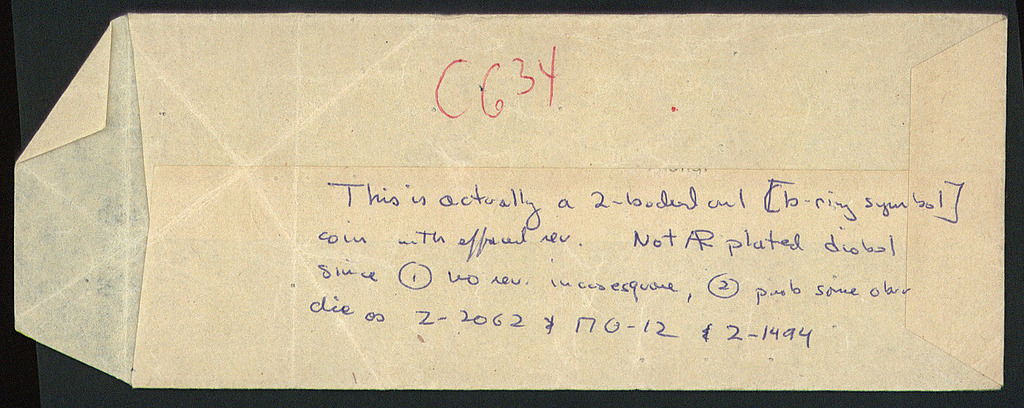 C634
This is actually a 2-bodied owl [b-ring symbol]
coin with effaced rev. Not AR plated diobol
since ① no rev. incuse square, ② prob same obv
die as Z-2062 & ΠΘ-12 & Z-1494